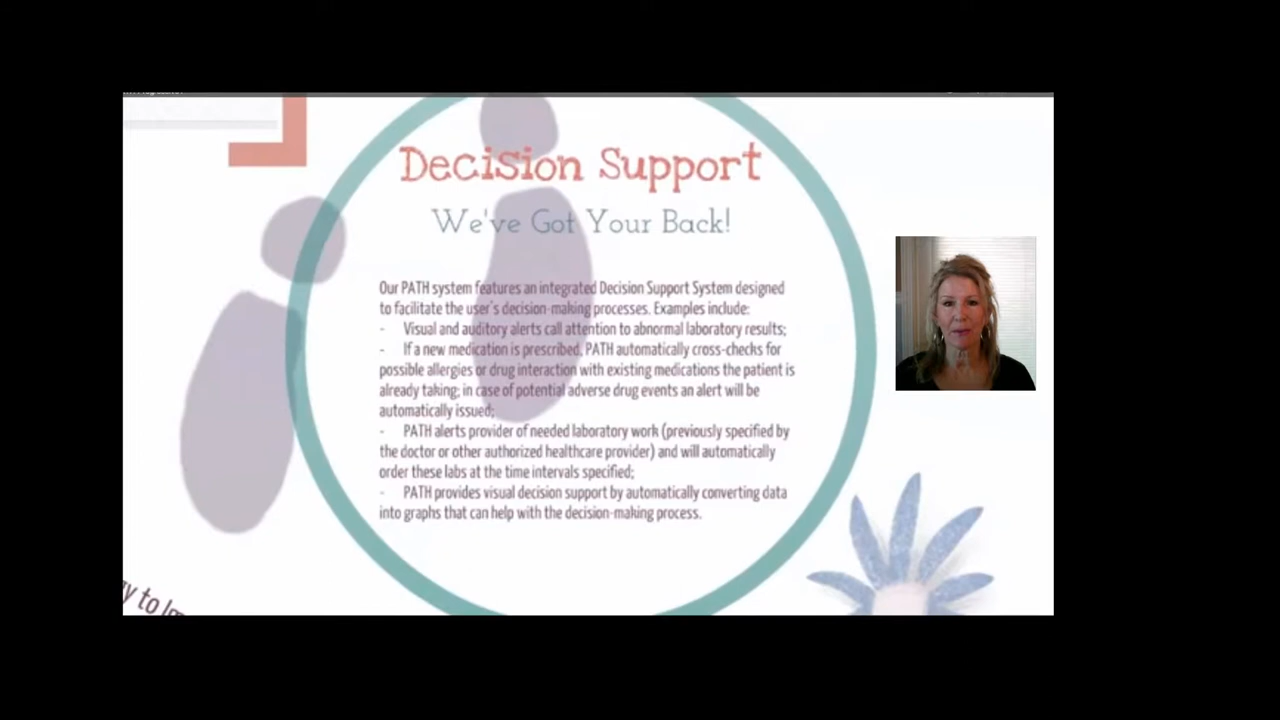 Decision Support
We've Got Your Back!
Our PATH system features an integrated Decision Support System designed
to facilitate the user's decision-making processes. Examples include:
- Visual and auditory alerts call attention to abnormal laboratory results;
- If a new medication is prescribed, PATH automatically cross-checks for
possible allergies or drug interaction with existing medications the patient is
already taking; in case of potential adverse drug events an alert will be
automatically issued;
- PATH alerts provider of needed laboratory work (previously specified by
the doctor or other authorized healthcare provider) and will automatically
order these labs at the time intervals specified;
- PATH provides visual decision support by automatically converting data
into graphs that can help with the decision-making process.
to